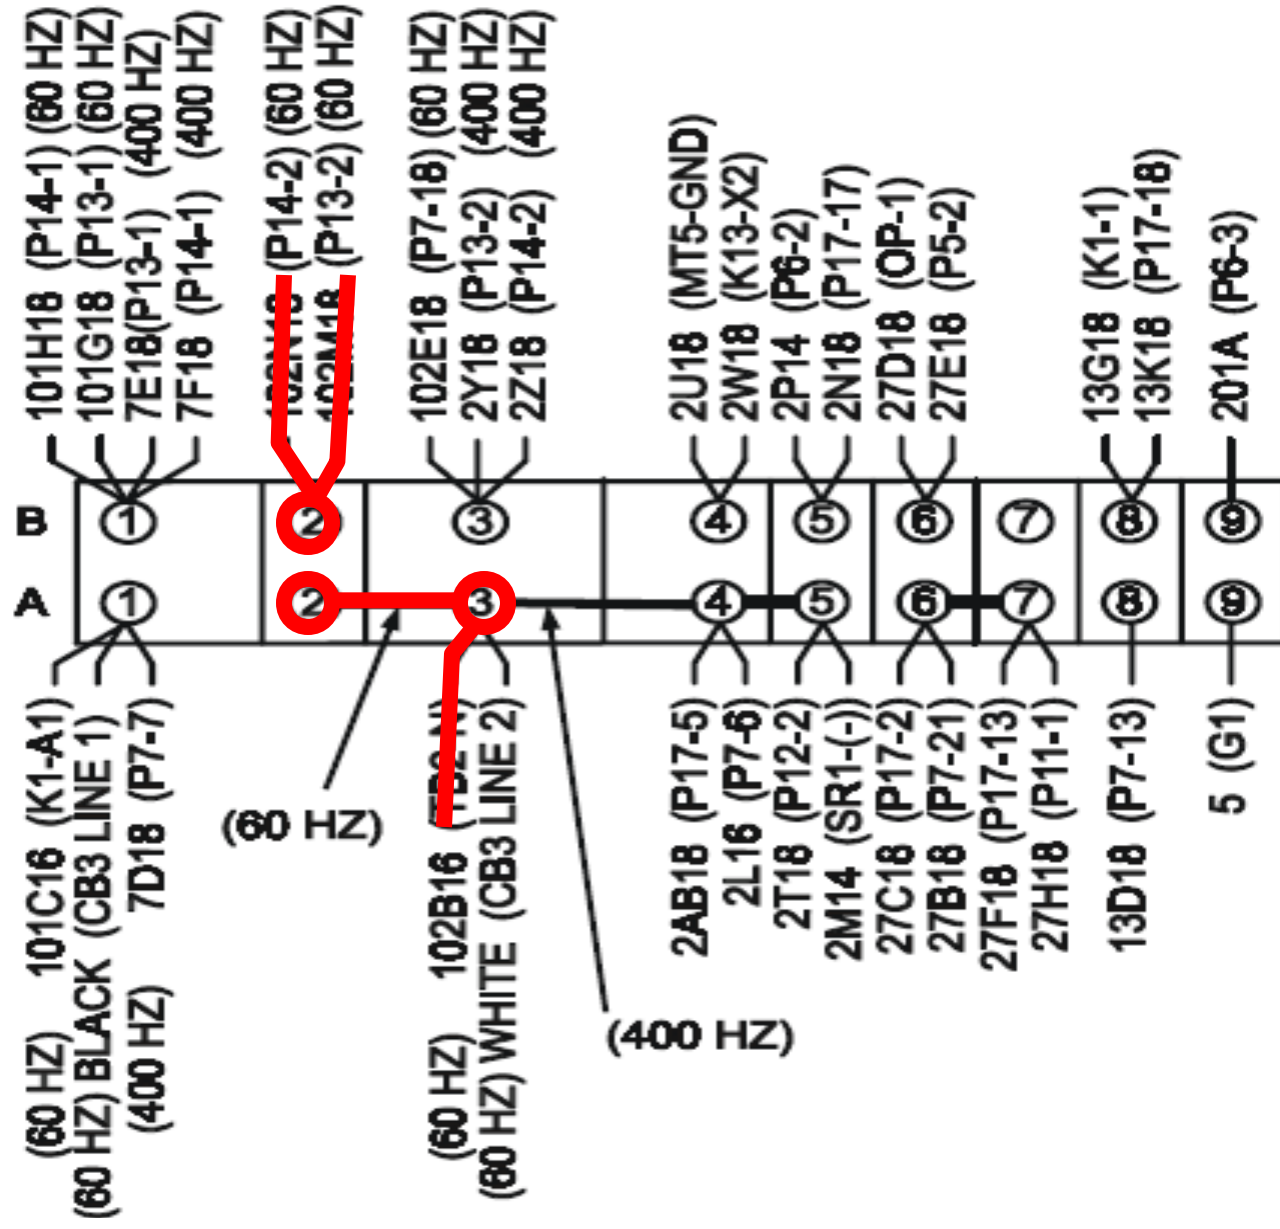 101H18 (P14-1) (60 HZ)
101G18 (P13-1) (60 HZ)
7E18(P13-1) (400 HZ)
7F18 (P14-1) (400 HZ)
102N18 (P14-2) (60 HZ)
102M18 (P13-2) (60 HZ)
102E18 (P7-18) (60 HZ)
2Y18 (P13-2) (400 HZ)
2Z18 (P14-2) (400 HZ)
2U18 (MT5-GND)
2W18 (K13-X2)
2P14 (P6-2)
2N18 (P17-17)
27D18 (OP-1)
27E18 (P5-2)
13G18 (K1-1)
13K18 (P17-18)
201A (P6-3)
B 1 2 3 4 5 6 7 8 9
A 1 2 3 4 5 6 7 8 9
(60 HZ) 101C16 (K1-A1)
(60 HZ) BLACK (CB3 LINE 1)
(400 HZ) 7D18 (P7-7)
(60 HZ)
(60 HZ) 102B16 (TB2-N)
(60 HZ) WHITE (CB3 LINE 2)
(400 HZ)
2AB18 (P17-5)
2L16 (P7-6)
2T18 (P12-2)
2M14 (SR1-(-)
27C18 (P17-2)
27B18 (P7-21)
27F18 (P17-13)
27H18 (P11-1)
13D18 (P7-13)
5 (G1)